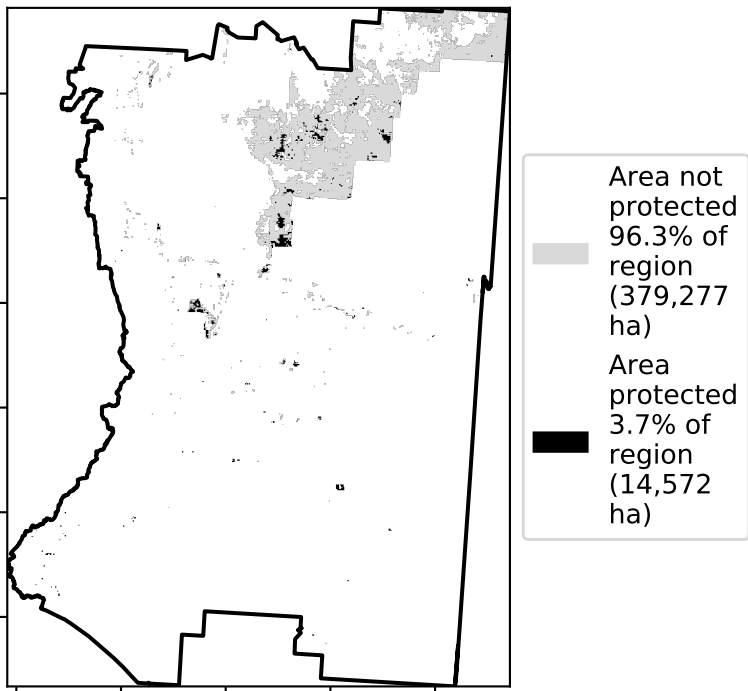 Area not
protected
96.3% of
region
(379,277
ha)
Area
protected
3.7% of
region
(14,572
ha)